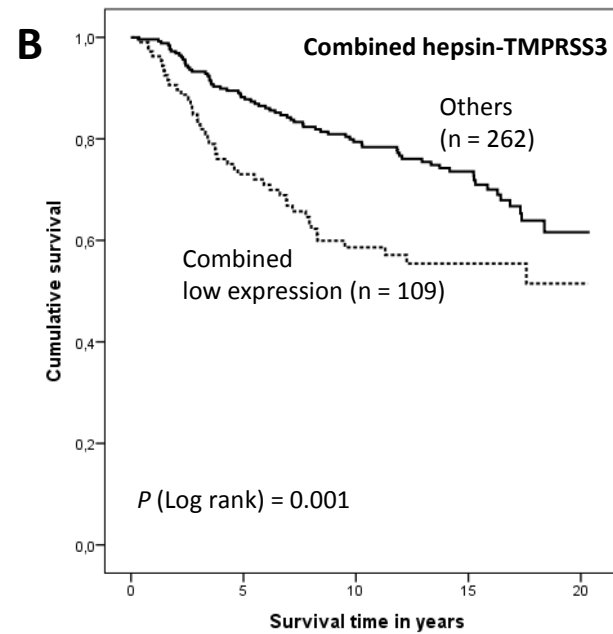 B
Combined hepsin-TMPRSS3
Others
(n = 262)
Combined
low expression (n = 109)
P (Log rank) = 0.001
Cumulative survival
1,0
0,8
0,6
0,4
0,2
0,0
0 5 10 15 20
Survival time in years